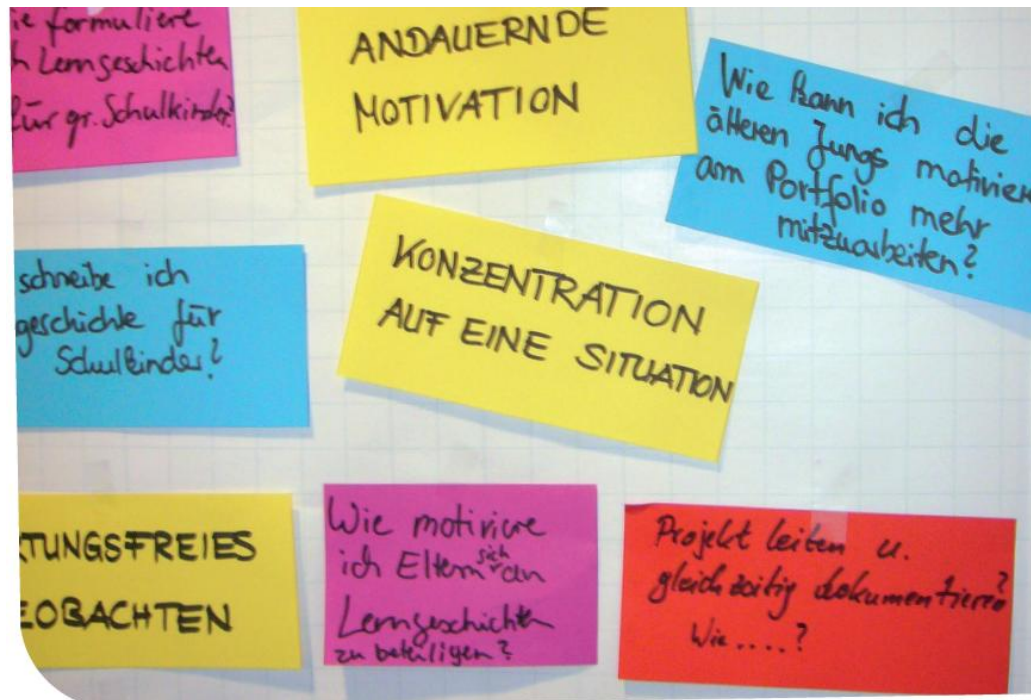 ie formuliere
h Lerngeschichten
für gr. Schulkinder?
ANDAUERNDE
MOTIVATION
Wie kann ich die
älteren Jungs motivieren
am Portfolio mehr
mitzuarbeiten?
schreibe ich
geschichte für
Schulkinder?
KONZENTRATION
AUF EINE SITUATION
RTUNGSFREIES
EOBACHTEN
Wie motiviere
ich Eltern sich an
Lerngeschichten
zu beteiligen?
Projekt leiten u.
gleichzeitig dokumentieren?
Wie....?